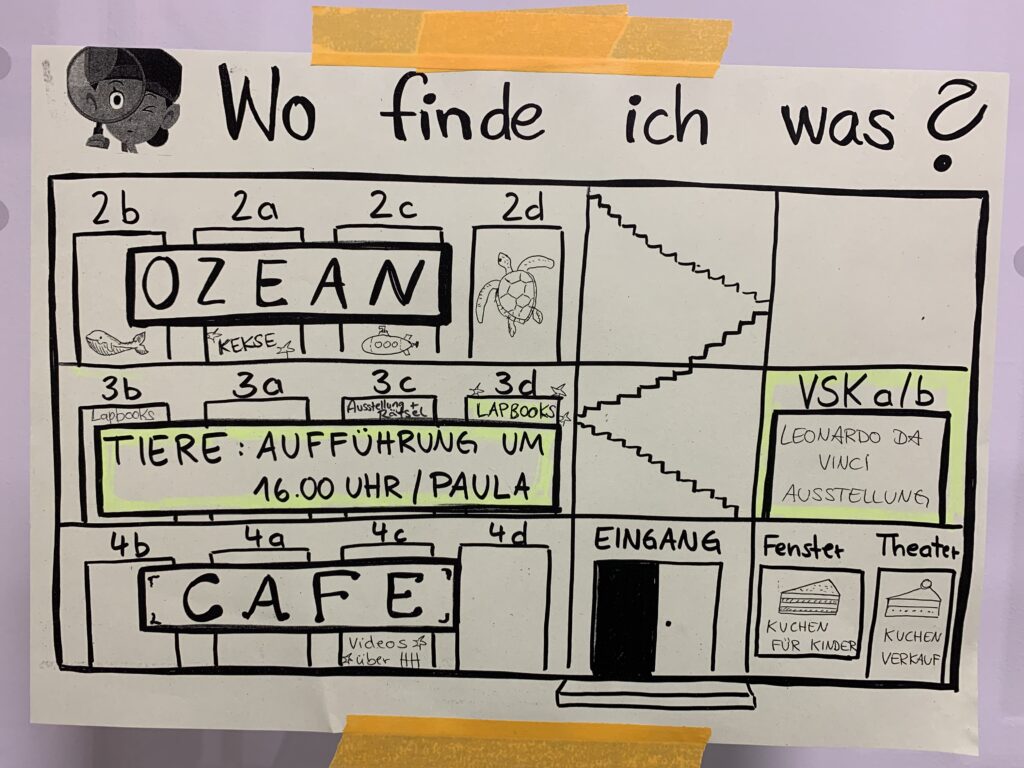 Wo finde ich was?
2b 2a 2c 2d
OZEAN
KEKSE
3b 3a 3c 3d
VSK a/b
Lapbooks
Ausstellung +
Rätsel
LAPBOOKS
TIERE: AUFFÜHRUNG UM
16.00 UHR / PAULA
LEONARDO DA
VINCI
AUSSTELLUNG
4b 4a 4c 4d
EINGANG
Fenster
Theater
CAFE
Videos
über HH
KUCHEN
FÜR KINDER
KUCHEN
VERKAUF